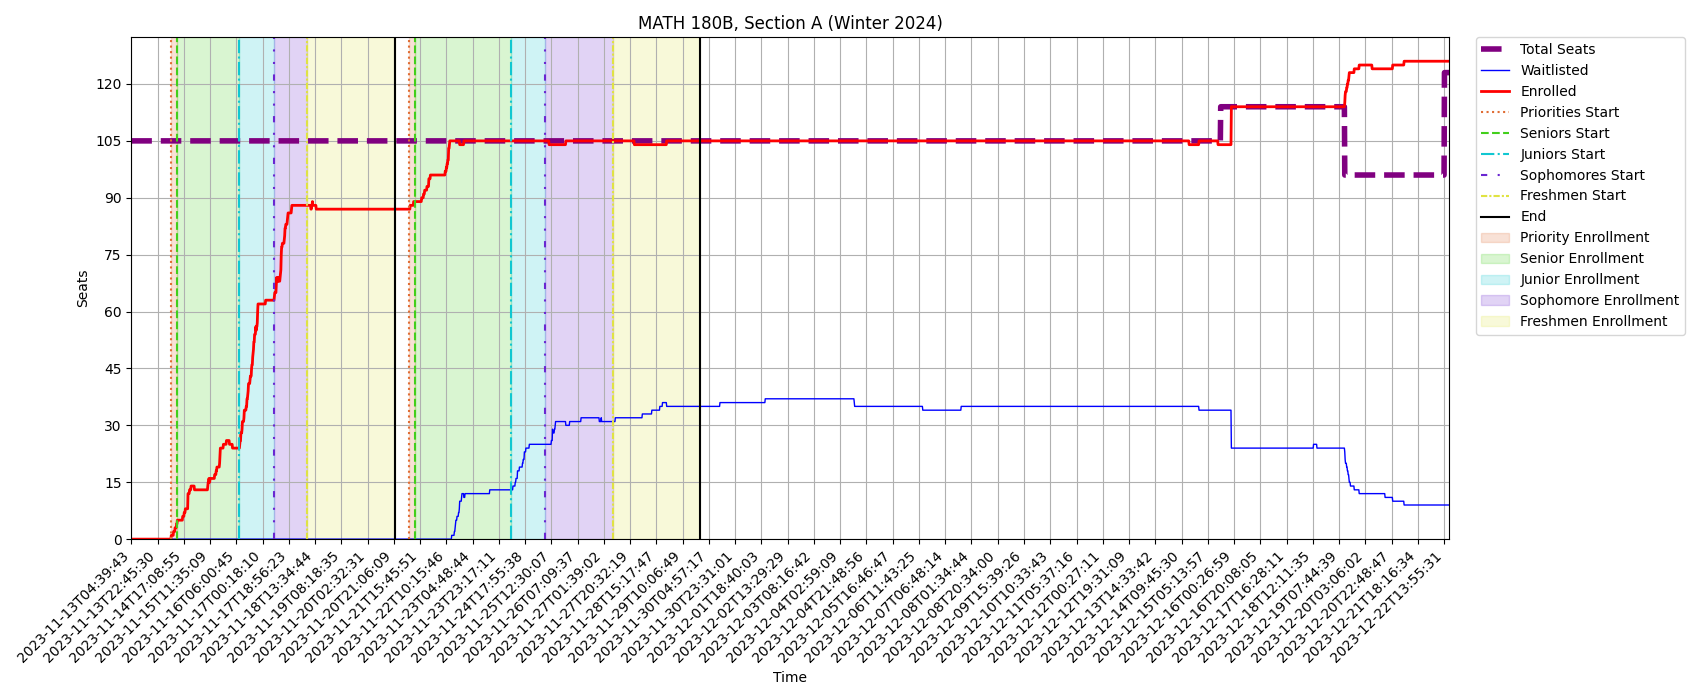 MATH 180B, Section A (Winter 2024)
Seats
120
105
90
75
60
45
30
15
0
2023-11-13T04:39:43
2023-11-13T22:45:30
2023-11-14T17:08:55
2023-11-15T11:35:09
2023-11-16T06:00:45
2023-11-17T00:18:10
2023-11-17T18:56:23
2023-11-18T13:34:44
2023-11-19T08:18:35
2023-11-20T02:32:31
2023-11-20T21:06:09
2023-11-21T15:45:51
2023-11-22T10:15:46
2023-11-23T04:48:44
2023-11-23T23:17:11
2023-11-24T17:55:38
2023-11-25T12:30:07
2023-11-26T07:09:37
2023-11-27T01:39:02
2023-11-27T20:32:19
2023-11-28T15:17:47
2023-11-29T10:06:49
2023-11-30T04:57:17
2023-11-30T23:31:01
2023-12-01T18:40:03
2023-12-02T13:29:29
2023-12-03T08:16:42
2023-12-04T02:59:09
2023-12-04T21:48:56
2023-12-05T16:46:47
2023-12-06T11:43:25
2023-12-07T06:48:14
2023-12-08T01:34:44
2023-12-08T20:34:00
2023-12-09T15:39:26
2023-12-10T10:33:43
2023-12-11T05:37:16
2023-12-12T00:27:11
2023-12-12T19:31:09
2023-12-13T14:33:42
2023-12-14T09:45:30
2023-12-15T05:13:57
2023-12-16T00:26:59
2023-12-16T20:08:05
2023-12-17T16:28:11
2023-12-18T12:11:35
2023-12-19T07:44:39
2023-12-20T03:06:02
2023-12-20T22:48:47
2023-12-21T18:16:34
2023-12-22T13:55:31
Time
Total Seats
Waitlisted
Enrolled
Priorities Start
Seniors Start
Juniors Start
Sophomores Start
Freshmen Start
End
Priority Enrollment
Senior Enrollment
Junior Enrollment
Sophomore Enrollment
Freshmen Enrollment